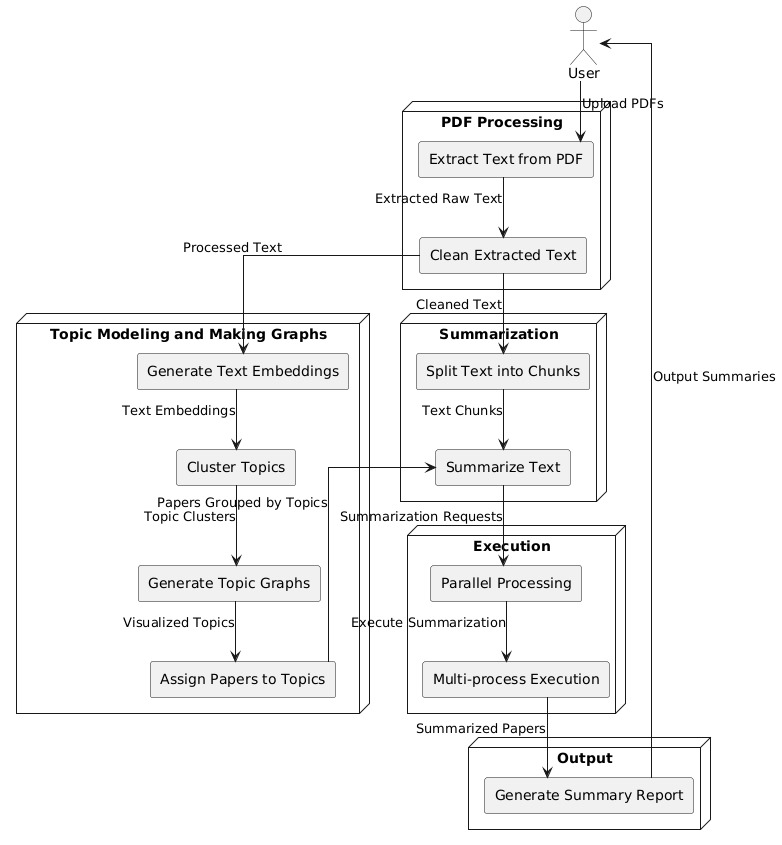 User
Upload PDFs
PDF Processing
Extract Text from PDF
Extracted Raw Text
Clean Extracted Text
Processed Text
Cleaned Text
Topic Modeling and Making Graphs
Generate Text Embeddings
Text Embeddings
Cluster Topics
Papers Grouped by Topics
Topic Clusters
Generate Topic Graphs
Visualized Topics
Assign Papers to Topics
Summarization
Split Text into Chunks
Text Chunks
Summarize Text
Summarization Requests
Execution
Parallel Processing
Execute Summarization
Multi-process Execution
Summarized Papers
Output
Generate Summary Report
Output Summaries